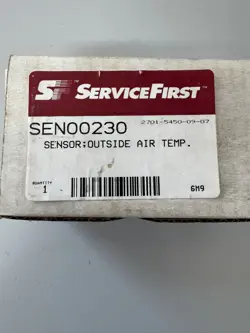 SF SERVICEFIRST
SEN00230 2701-5450-09-07
SENSOR:OUTSIDE AIR TEMP.
QUANTITY
1 6M9